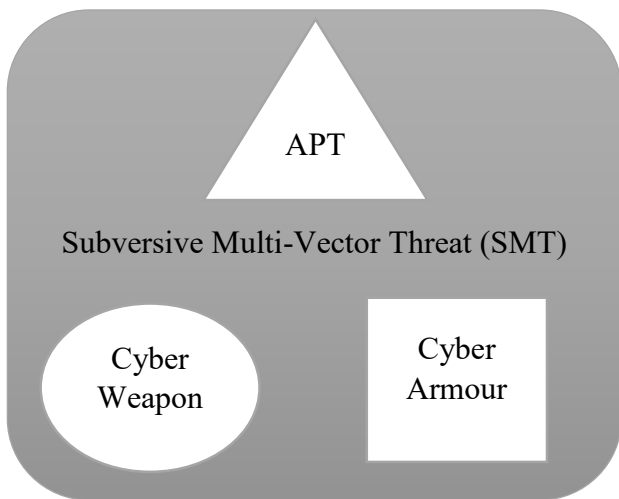 APT
Subversive Multi-Vector Threat (SMT)
Cyber
Weapon
Cyber
Armour